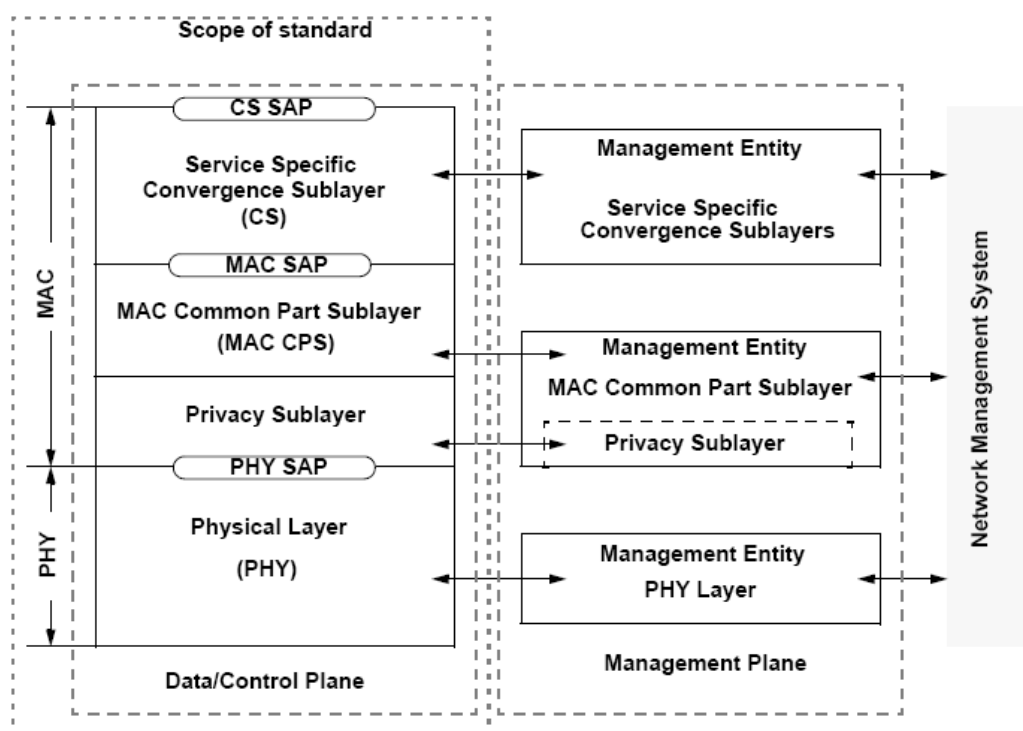 Scope of standard
CS SAP
Service Specific
Convergence Sublayer
(CS)
MAC SAP
MAC Common Part Sublayer
(MAC CPS)
Privacy Sublayer
PHY SAP
Physical Layer
(PHY)
Data/Control Plane
MAC
PHY
Management Entity
Service Specific
Convergence Sublayers
Management Entity
MAC Common Part Sublayer
Privacy Sublayer
Management Entity
PHY Layer
Management Plane
Network Management System